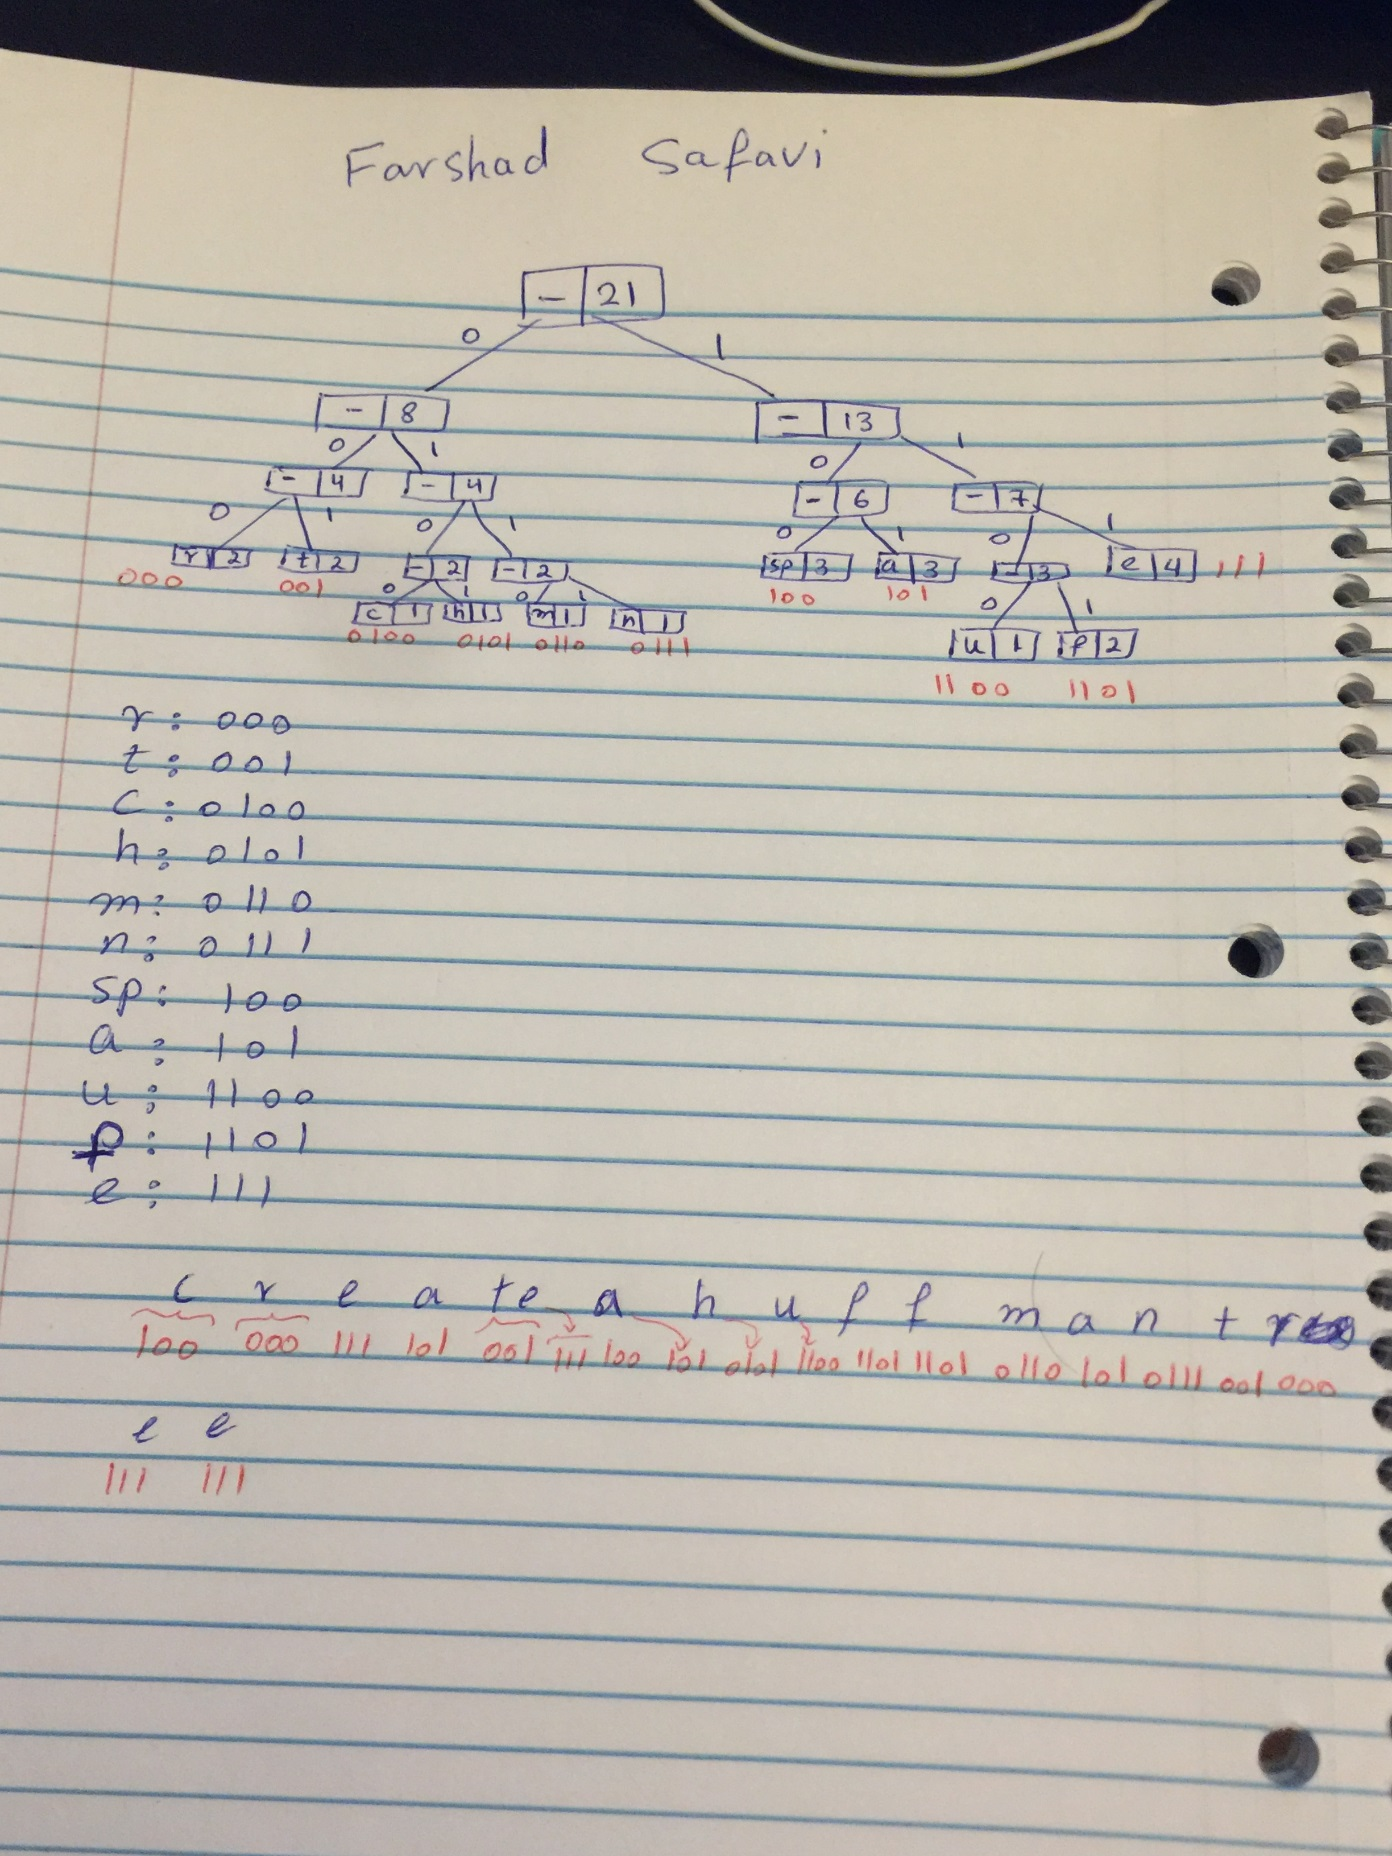 Farshad Safavi
- 21
0 1
- 8 - 13
0 1 0 1
- 4 - 4 - 6 - 7
0 1 0 1 0 1 0 1
r 2 t 2 - 2 - 2 sp 3 a 3 - 3 e 4 111
000 001 0 1 0 1 100 101 0 1
c 1 h 1 m 1 n 1 u 1 f 2
0100 0101 0110 0111 1100 1101
r: 000
t: 001
c: 0100
h: 0101
m: 0110
n: 0111
sp: 100
a: 101
u: 1100
f: 1101
e: 111
c r e a te a h u f f m a n t r
100 000 111 101 001 111 100 101 0101 1100 1101 1101 0110 101 0111 001 000
e e
111 111